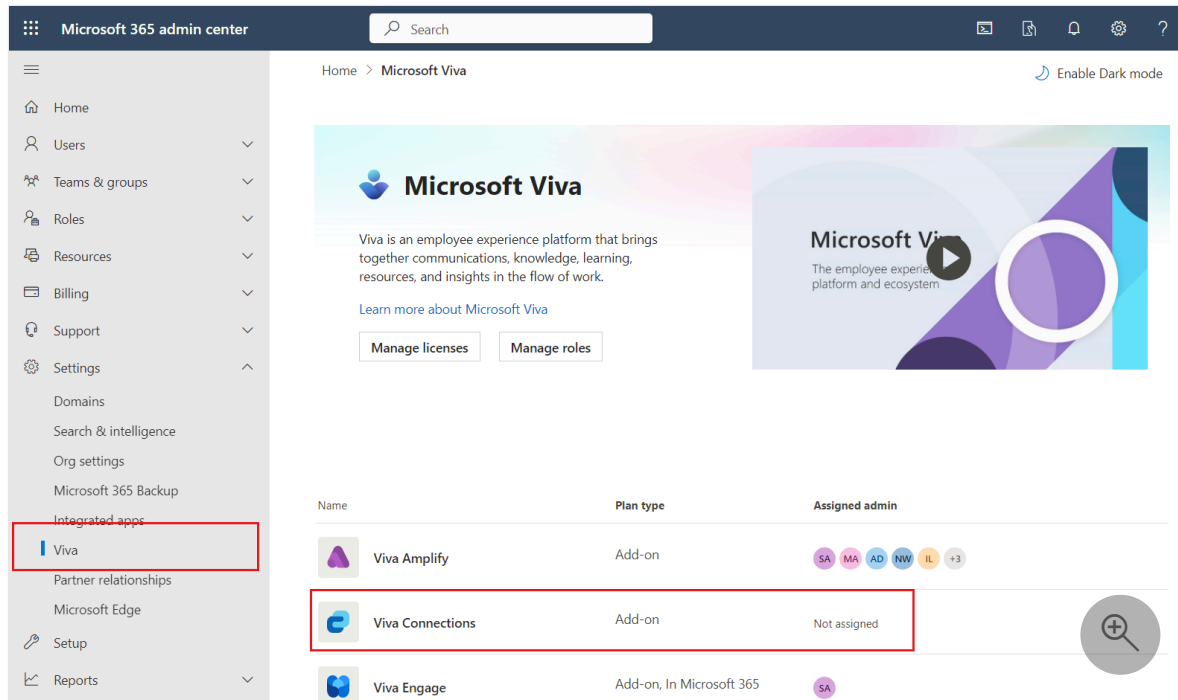 Microsoft 365 admin center
Search
?
Home
Users
Teams & groups
Roles
Resources
Billing
Support
Settings
Domains
Search & intelligence
Org settings
Microsoft 365 Backup
Integrated apps
Viva
Partner relationships
Microsoft Edge
Setup
Reports
Home > Microsoft Viva
Enable Dark mode
Microsoft Viva
Viva is an employee experience platform that brings
together communications, knowledge, learning,
resources, and insights in the flow of work.
Learn more about Microsoft Viva
Manage licenses Manage roles
Microsoft Viva
The employee experie
platform and ecosystem
Name Plan type Assigned admin
Viva Amplify Add-on SA MA AD NW IL +3
Viva Connections Add-on Not assigned
Viva Engage Add-on, In Microsoft 365 SA